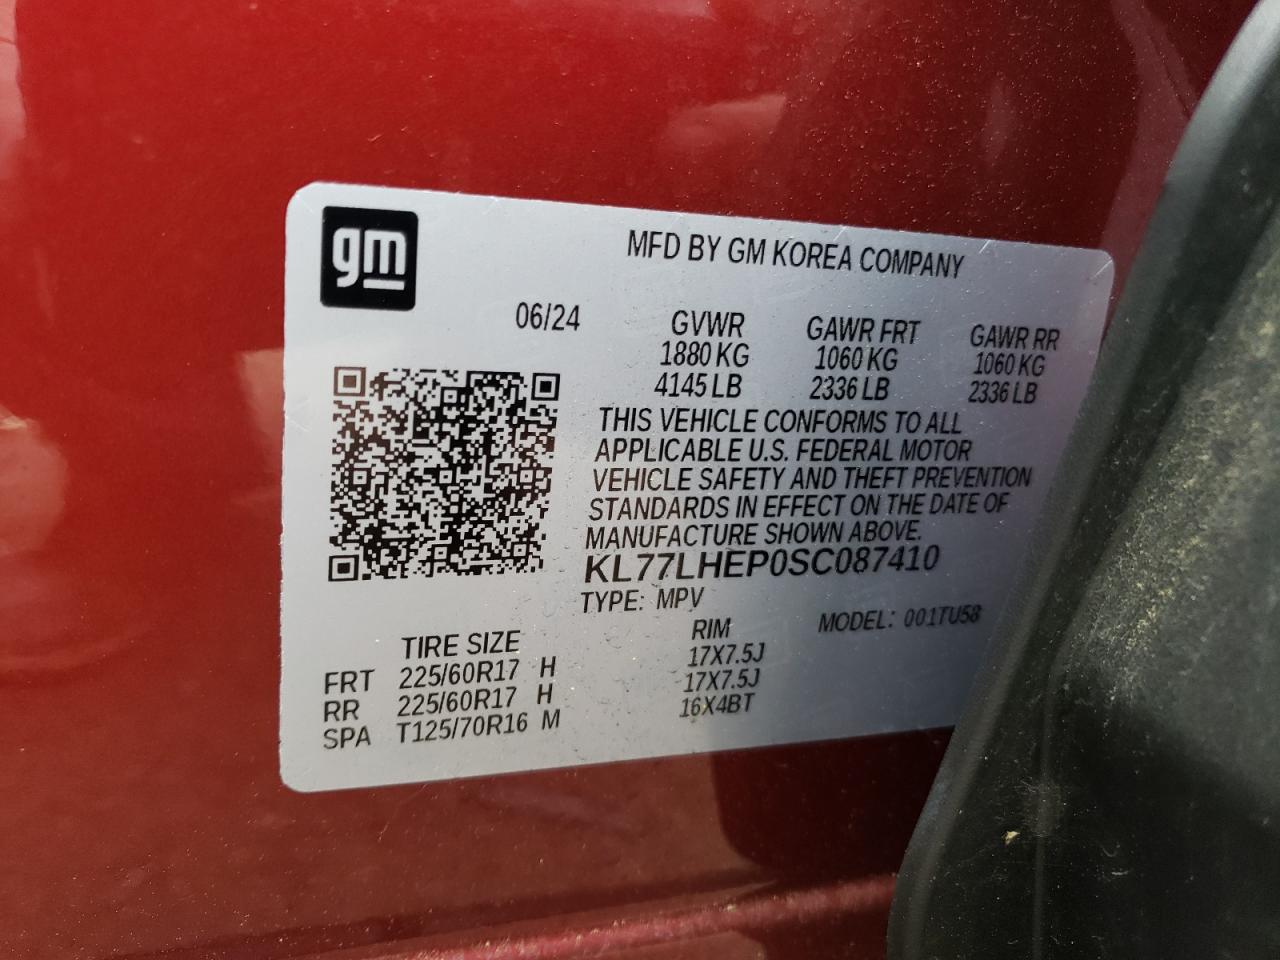 gm
MFD BY GM KOREA COMPANY
06/24 GVWR GAWR FRT GAWR RR
1880 KG 1060 KG 1060 KG
4145 LB 2336 LB 2336 LB
THIS VEHICLE CONFORMS TO ALL
APPLICABLE U.S. FEDERAL MOTOR
VEHICLE SAFETY AND THEFT PREVENTION
STANDARDS IN EFFECT ON THE DATE OF
MANUFACTURE SHOWN ABOVE.
KL77LHEP0SC087410
TYPE: MPV MODEL: 001TU58
TIRE SIZE RIM
FRT 225/60R17 H 17X7.5J
RR 225/60R17 H 17X7.5J
SPA T125/70R16 M 16X4BT